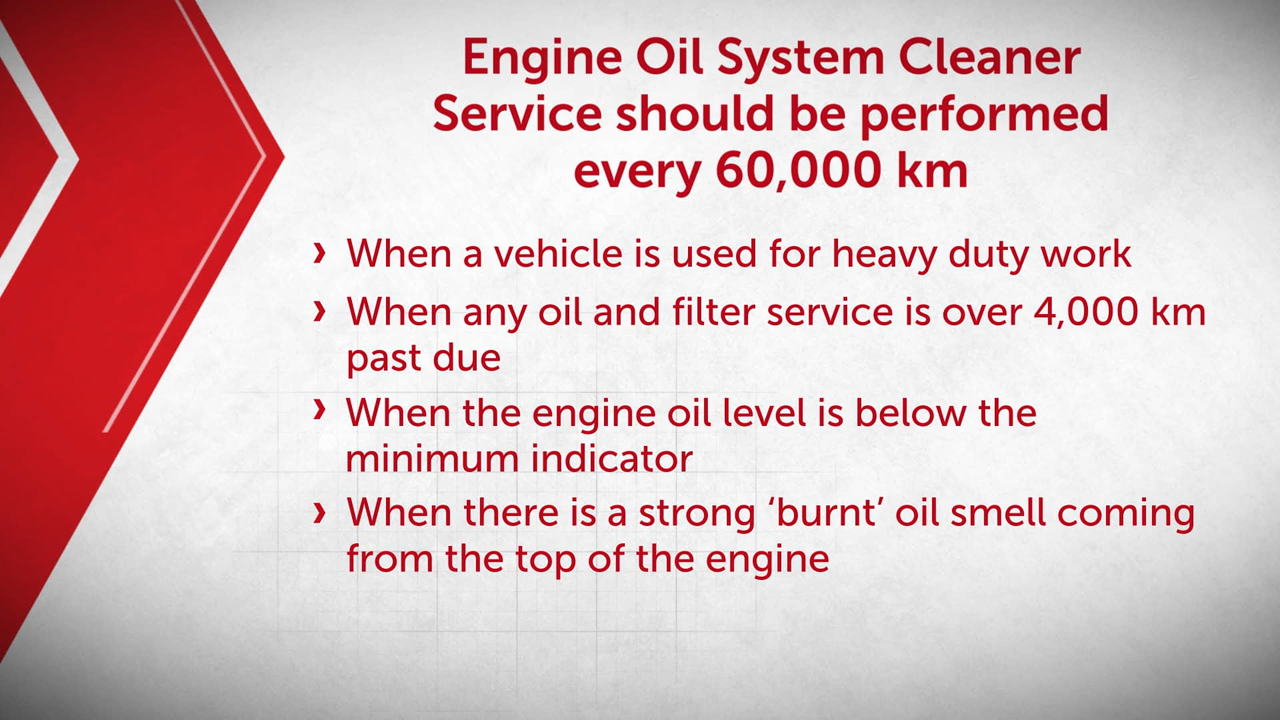 Engine Oil System Cleaner
Service should be performed
every 60,000 km
› When a vehicle is used for heavy duty work
› When any oil and filter service is over 4,000 km
past due
› When the engine oil level is below the
minimum indicator
› When there is a strong ‘burnt’ oil smell coming
from the top of the engine